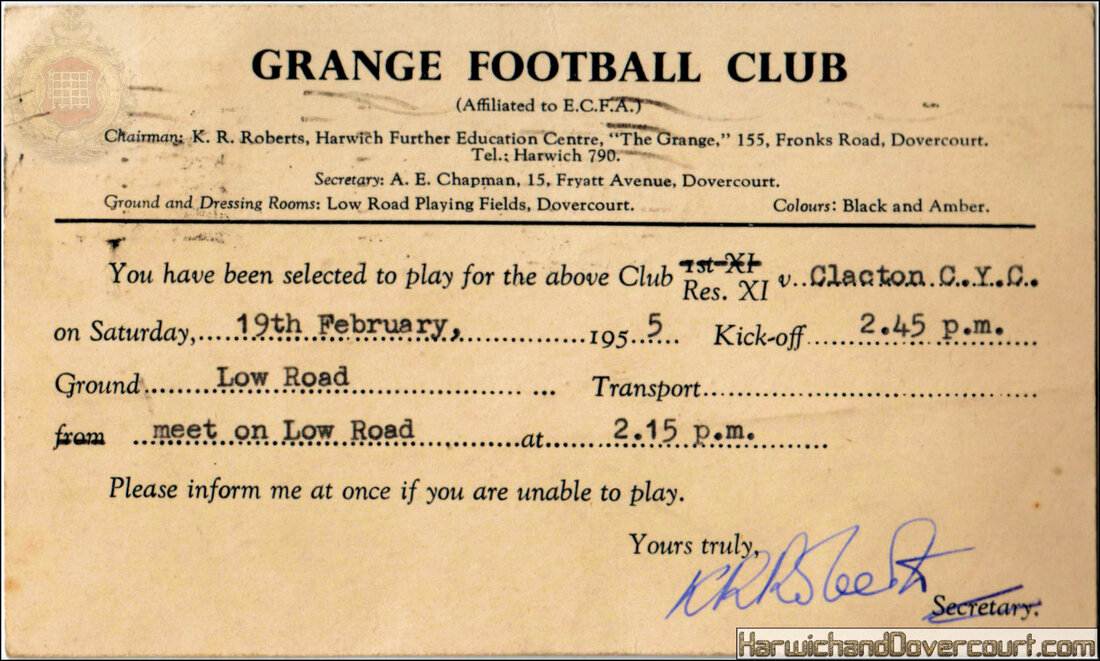 GRANGE FOOTBALL CLUB
(Affiliated to E.C.F.A.)
Chairman: K. R. Roberts, Harwich Further Education Centre, "The Grange," 155, Fronks Road, Dovercourt.
Tel.: Harwich 790.
Secretary: A. E. Chapman, 15, Fryatt Avenue, Dovercourt.
Ground and Dressing Rooms: Low Road Playing Fields, Dovercourt. Colours: Black and Amber.
You have been selected to play for the above Club 1st XI
Res. XI v. Clacton C.Y.C.
on Saturday, 19th February, 1955 Kick-off 2.45 p.m.
Ground Low Road Transport
from meet on Low Road at 2.15 p.m.
Please inform me at once if you are unable to play.
Yours truly,
K R Roberts
Secretary.
HarwichandDovercourt.com